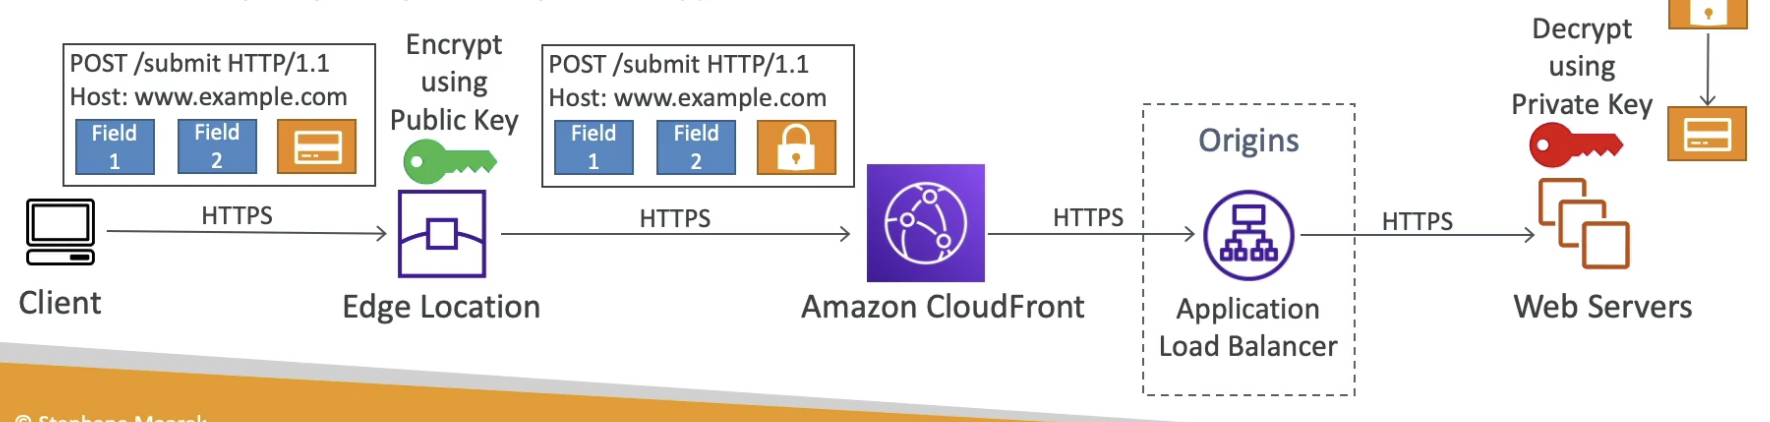 POST /submit HTTP/1.1
Host: www.example.com
Field
1
Field
2
Encrypt
using
Public Key
POST /submit HTTP/1.1
Host: www.example.com
Field
1
Field
2
Decrypt
using
Private Key
Origins
HTTPS
HTTPS
HTTPS
HTTPS
Client
Edge Location
Amazon CloudFront
Application
Load Balancer
Web Servers